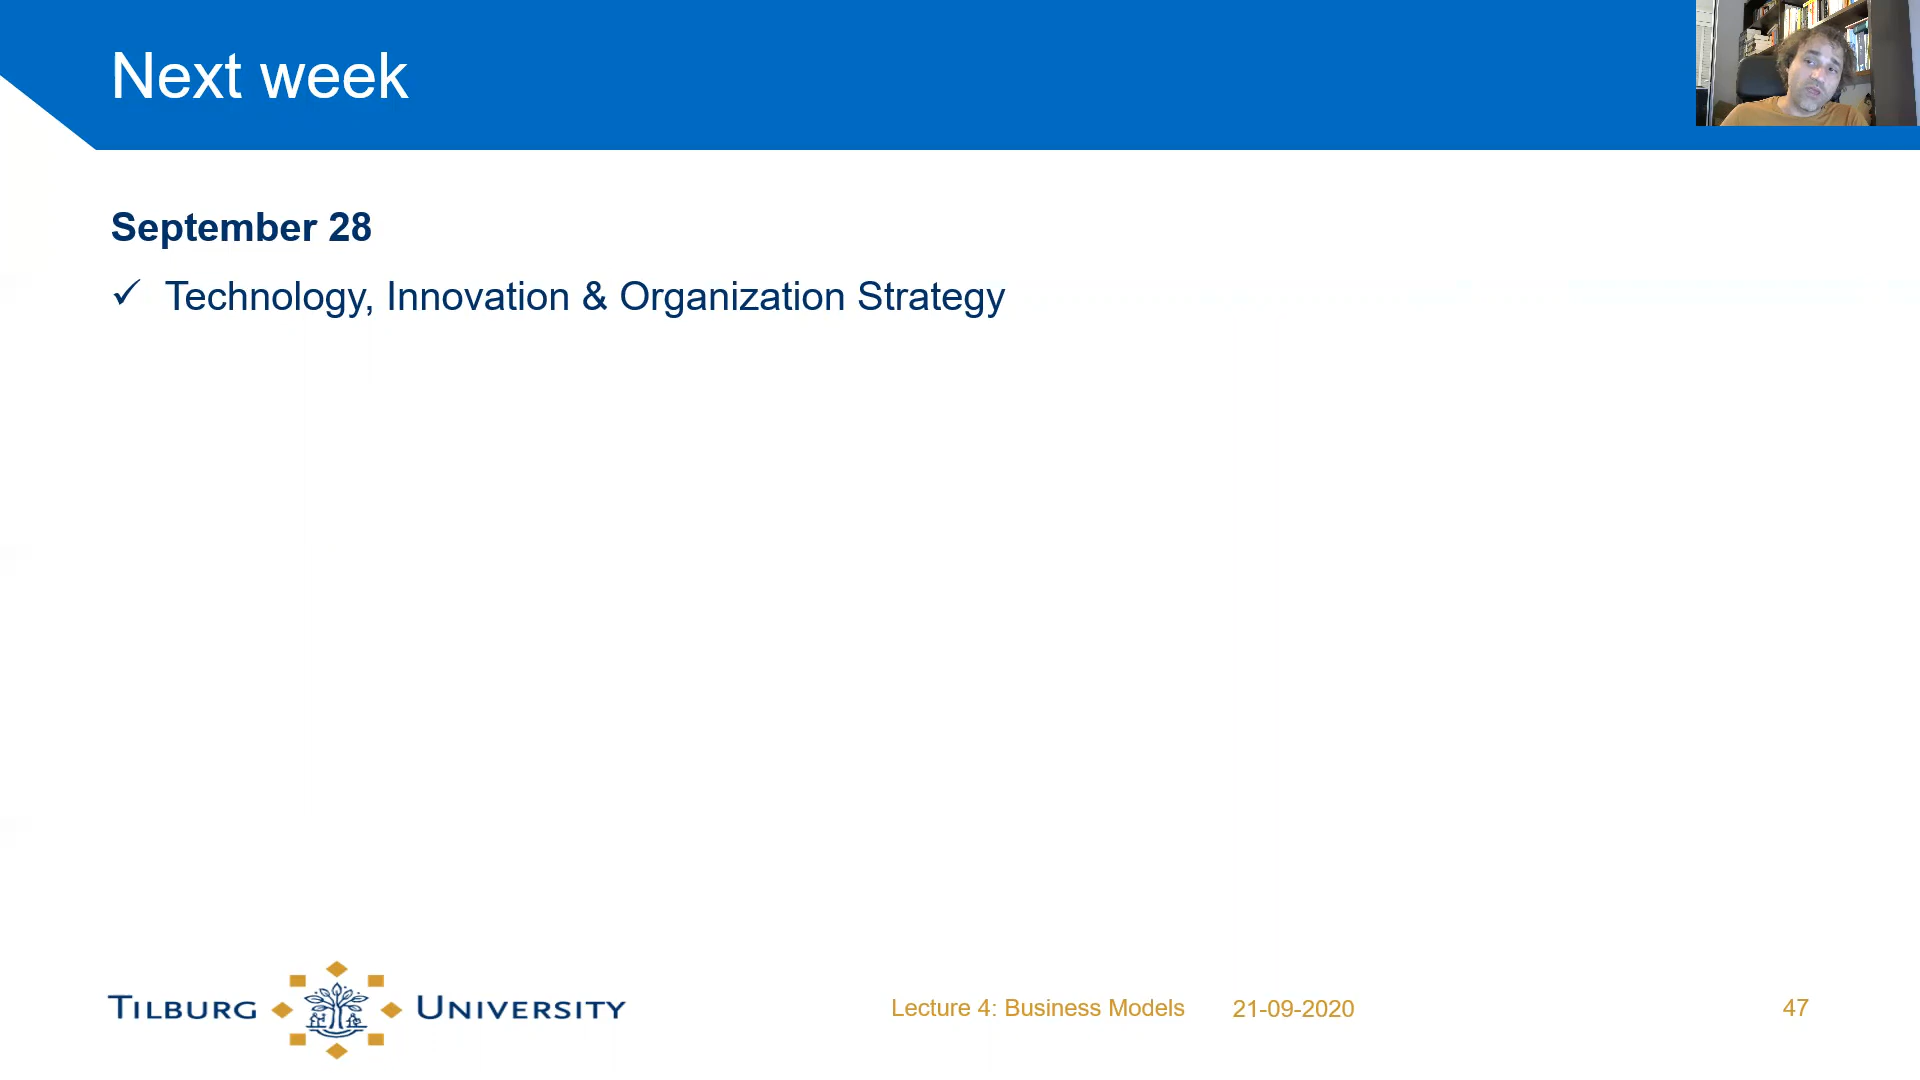 Next week
September 28
✓ Technology, Innovation & Organization Strategy
TILBURG UNIVERSITY
Lecture 4: Business Models 21-09-2020 47